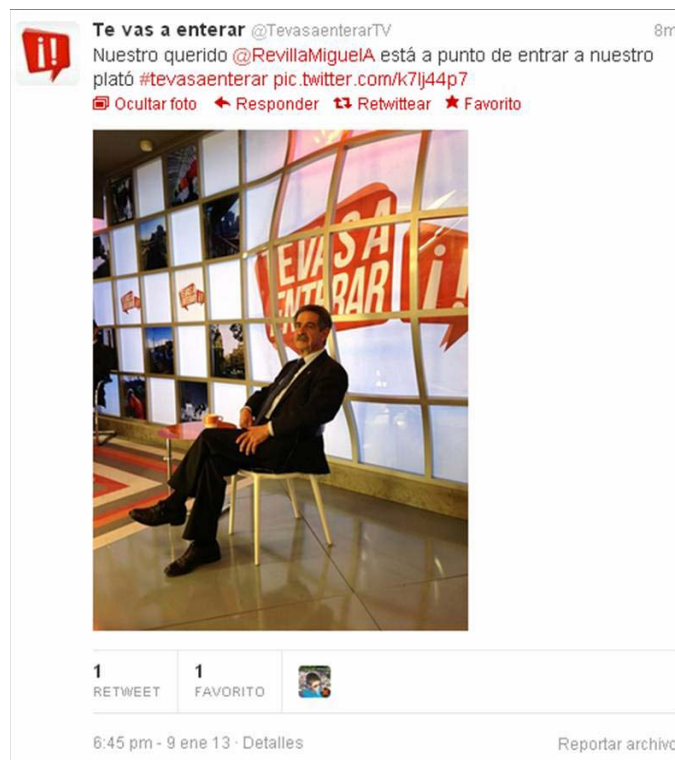 Te vas a enterar @TevasaenterarTV 8m
Nuestro querido @RevillaMiguelA está a punto de entrar a nuestro
plató #tevasaenterar pic.twitter.com/k7lj44p7
Ocultar foto Responder Retwittear Favorito
TE VAS A
ENTERAR
¡!
1
RETWEET
1
FAVORITO
6:45 pm - 9 ene 13 · Detalles
Reportar archivo